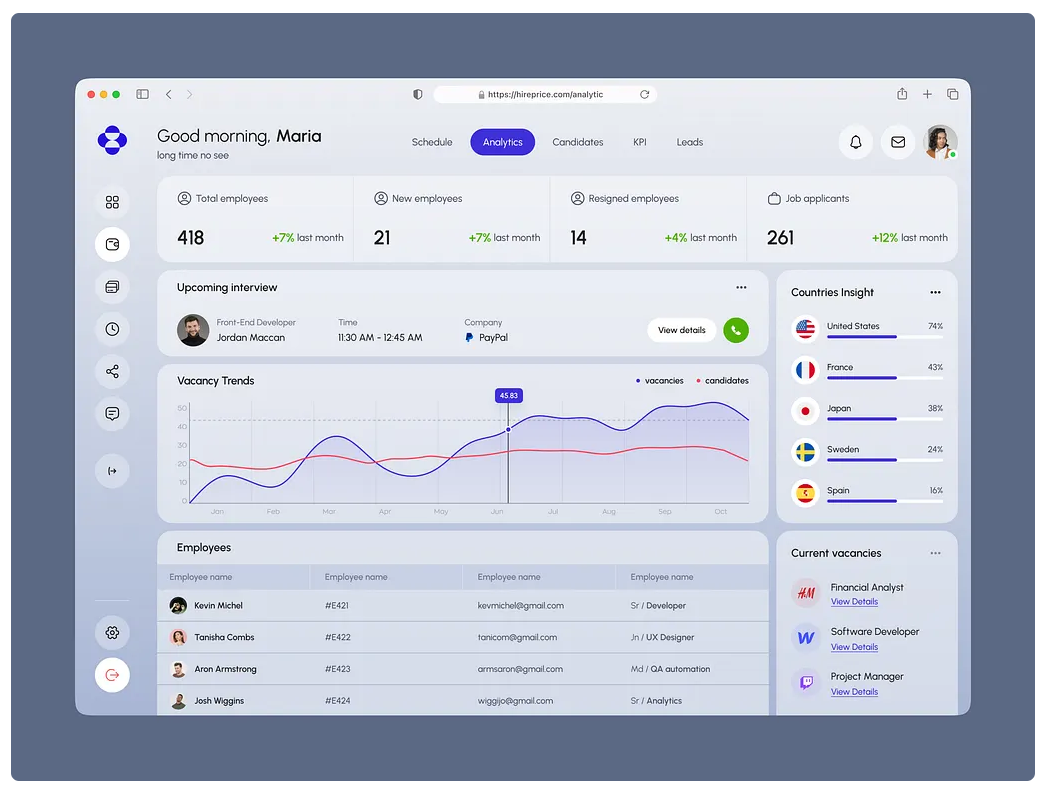 https://hireprice.com/analytic
Good morning, Maria
long time no see
Schedule
Analytics
Candidates
KPI
Leads
Total employees
418
+7% last month
New employees
21
+7% last month
Resigned employees
14
+4% last month
Job applicants
261
+12% last month
Upcoming interview
Front-End Developer
Jordan Maccan
Time
11:30 AM - 12:45 AM
Company
PayPal
View details
Countries Insight
United States 74%
France 43%
Japan 38%
Sweden 24%
Spain 16%
Vacancy Trends
vacancies
candidates
45.83
50
40
30
20
10
0
Jan Feb Mar Apr May Jun Jul Aug Sep Oct
Employees
Employee name Employee name Employee name Employee name
Kevin Michel #E421 kevmichel@gmail.com Sr / Developer
Tanisha Combs #E422 tanicom@gmail.com Jn / UX Designer
Aron Armstrong #E423 armsaron@gmail.com Md / QA automation
Josh Wiggins #E424 wiggijo@gmail.com Sr / Analytics
Current vacancies
H&M
Financial Analyst
View Details
W
Software Developer
View Details
Project Manager
View Details